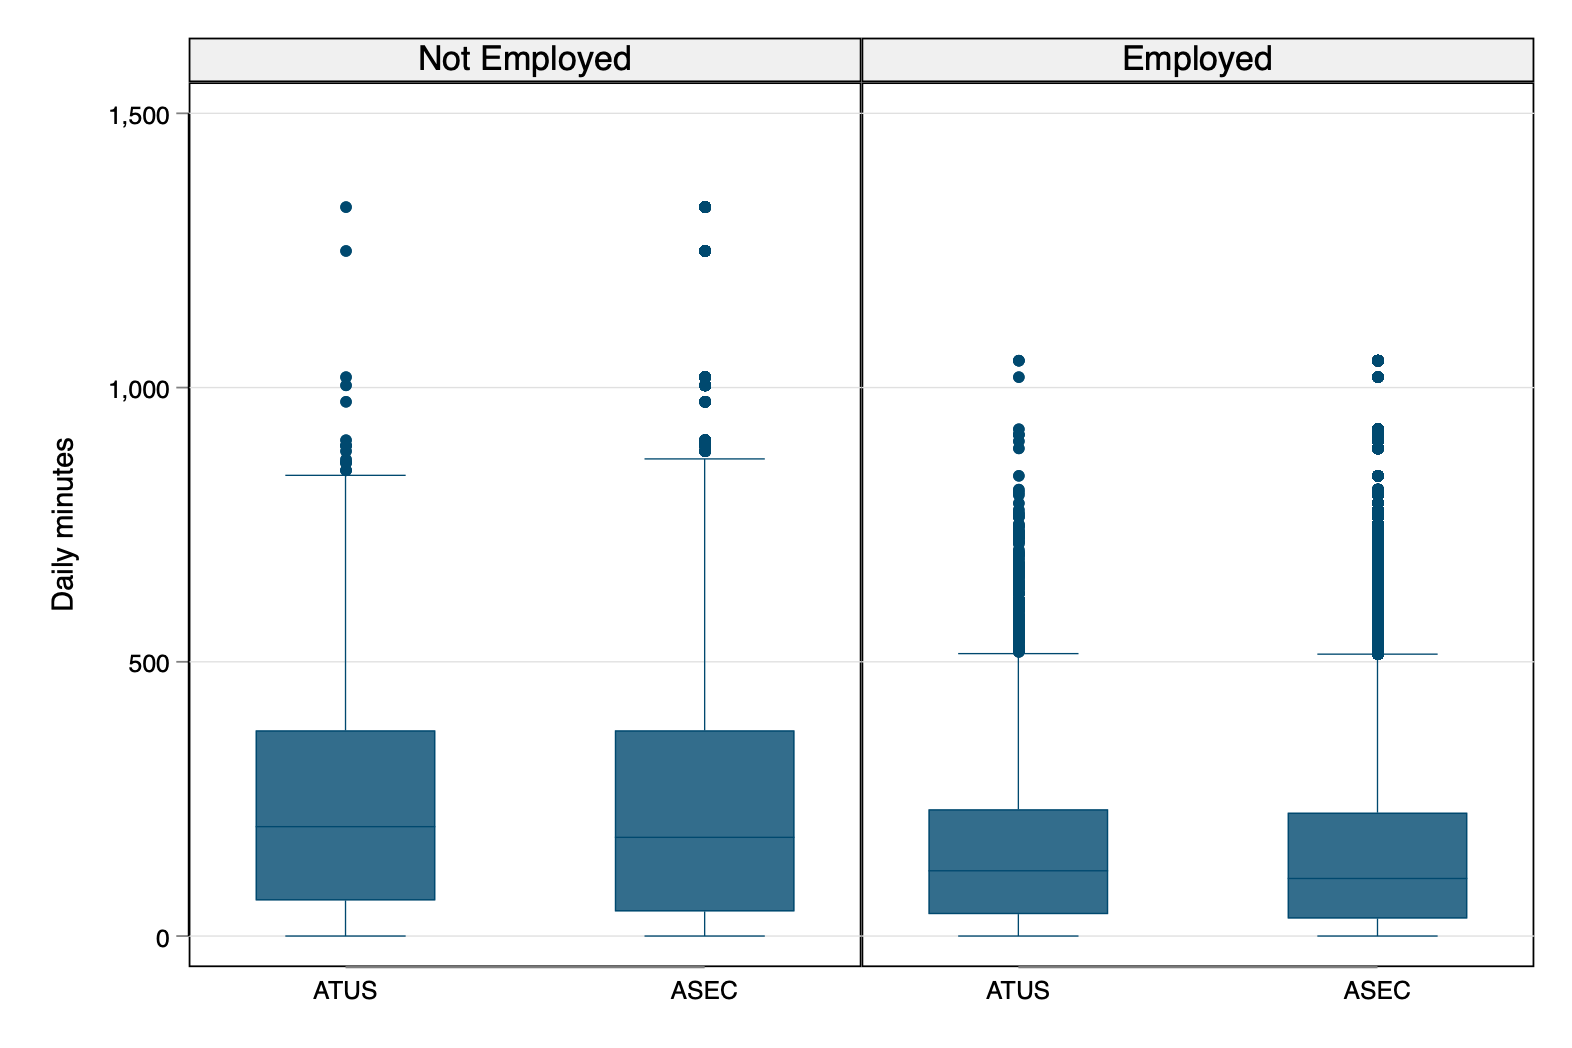 Not Employed
Employed
1,500
1,000
500
0
Daily minutes
ATUS
ASEC
ATUS
ASEC